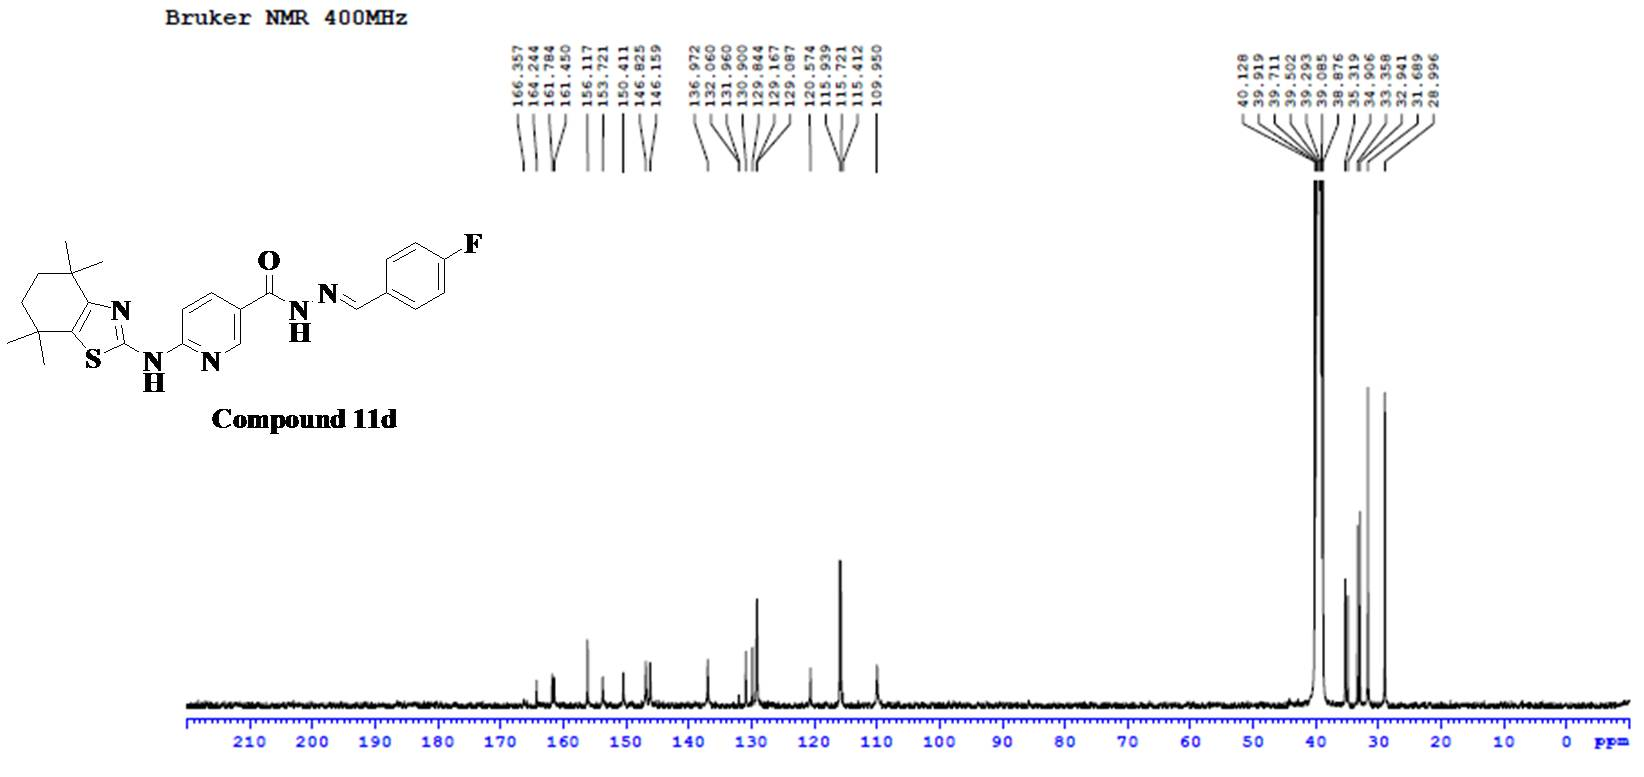 Bruker NMR 400MHz
166.357
164.244
161.784
161.450
156.117
153.721
150.411
146.825
146.159
136.972
132.060
131.960
130.900
129.844
129.167
129.087
120.574
115.939
115.721
115.412
109.950
40.128
39.919
39.711
39.502
39.293
39.085
38.876
35.319
34.906
33.358
32.941
31.689
28.996
F
O
N
N
H
N
S
N
H
N
Compound 11d
210 200 190 180 170 160 150 140 130 120 110 100 90 80 70 60 50 40 30 20 10 0 ppm